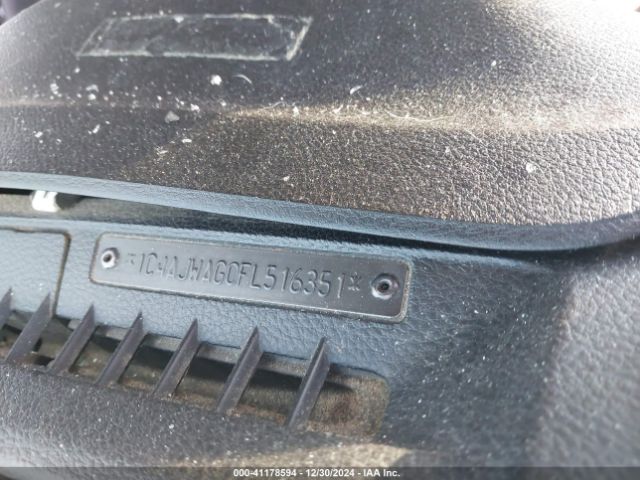 *1C4AJWAG0FL516351*
000-41178594 - 12/30/2024 - IAA Inc.